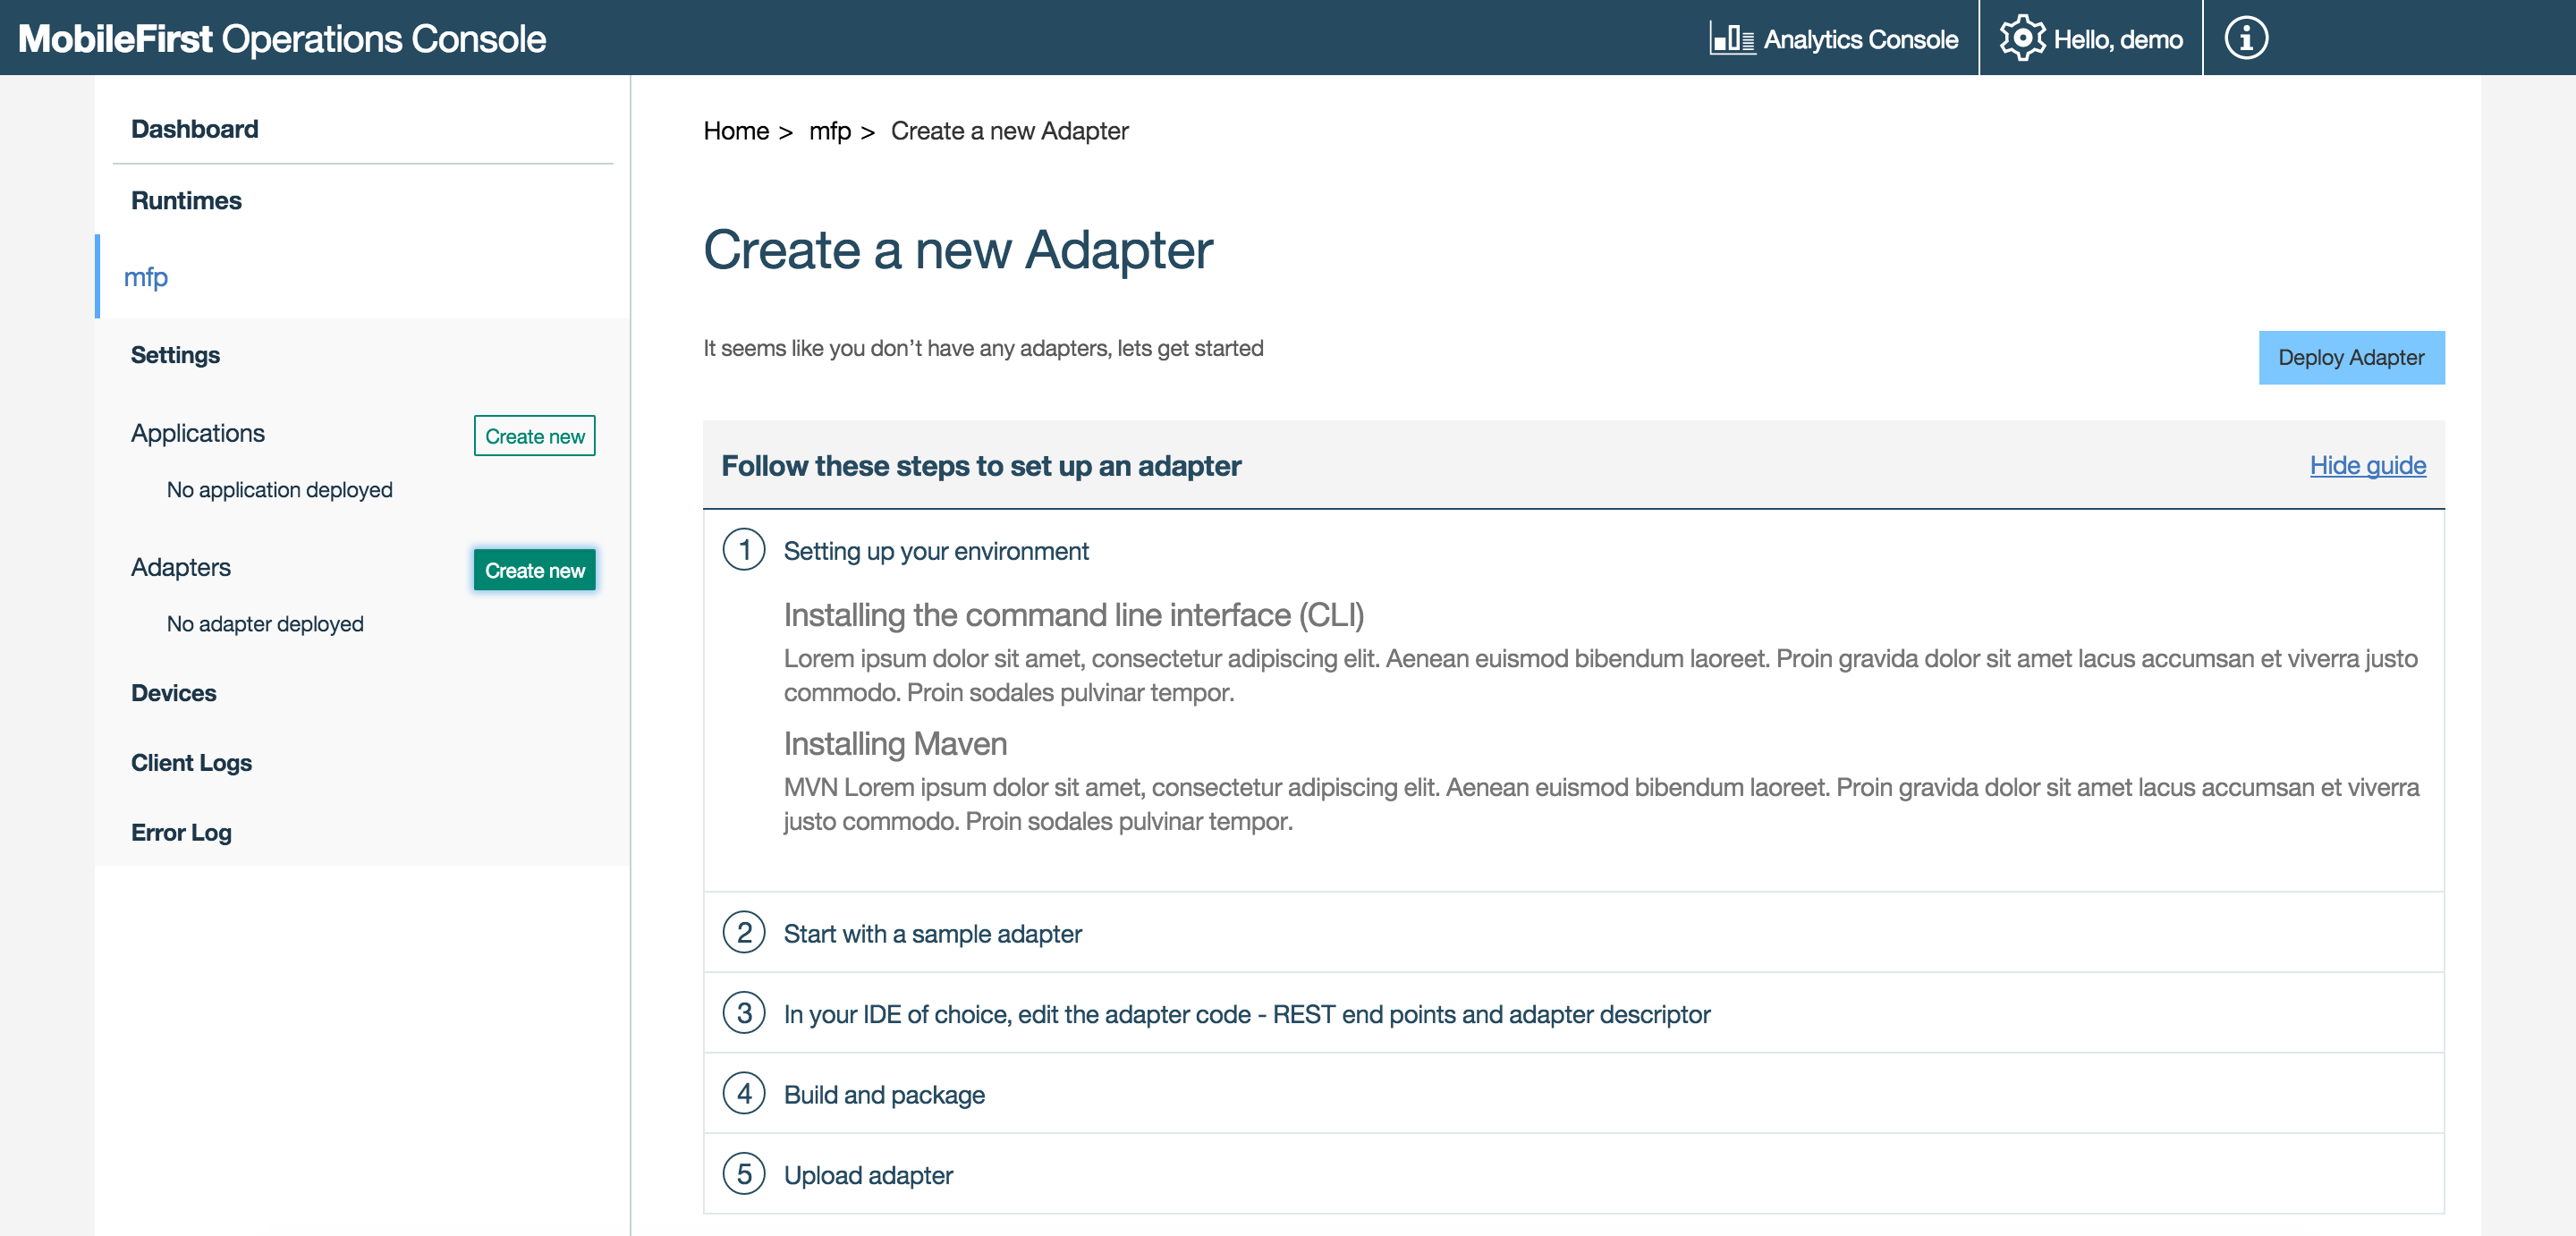 MobileFirst Operations Console
Analytics Console
Hello, demo
Dashboard
Runtimes
mfp
Settings
Applications
Create new
No application deployed
Adapters
Create new
No adapter deployed
Devices
Client Logs
Error Log
Home > mfp > Create a new Adapter
Create a new Adapter
It seems like you don't have any adapters, lets get started
Deploy Adapter
Follow these steps to set up an adapter
Hide guide
1 Setting up your environment
Installing the command line interface (CLI)
Lorem ipsum dolor sit amet, consectetur adipiscing elit. Aenean euismod bibendum laoreet. Proin gravida dolor sit amet lacus accumsan et viverra justo
commodo. Proin sodales pulvinar tempor.
Installing Maven
MVN Lorem ipsum dolor sit amet, consectetur adipiscing elit. Aenean euismod bibendum laoreet. Proin gravida dolor sit amet lacus accumsan et viverra
justo commodo. Proin sodales pulvinar tempor.
2 Start with a sample adapter
3 In your IDE of choice, edit the adapter code - REST end points and adapter descriptor
4 Build and package
5 Upload adapter